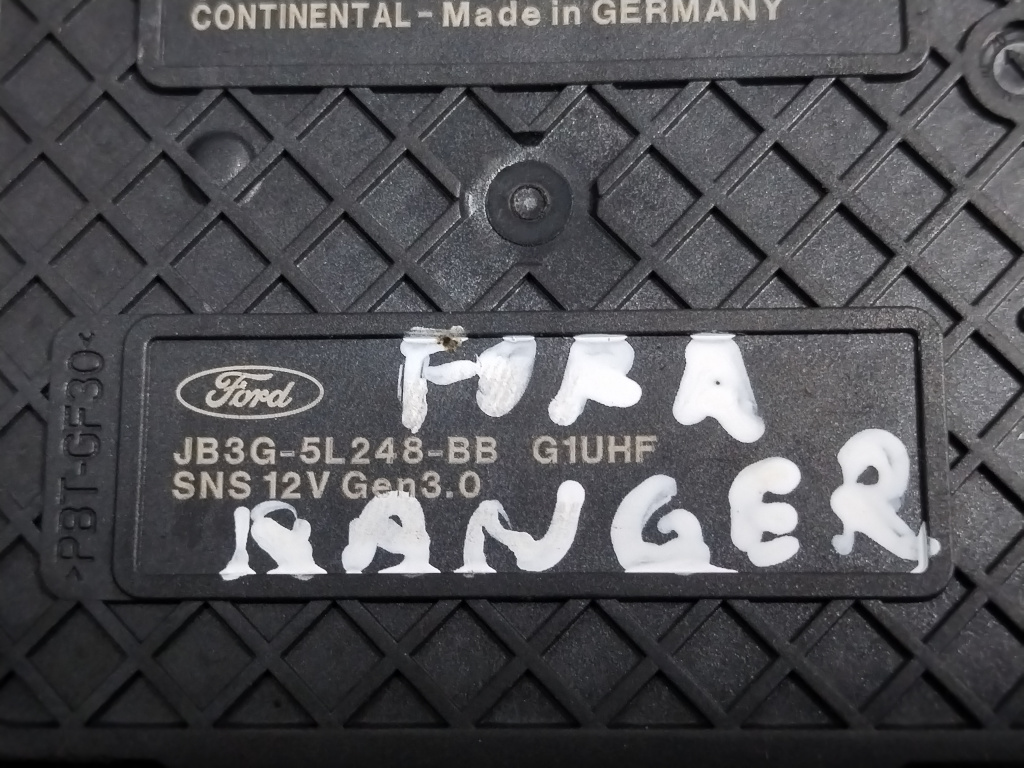 CONTINENTAL - Made in GERMANY
>PBT-GF30<
Ford
JB3G-5L248-BB G1UHF
SNS 12V Gen3.0
RANGER